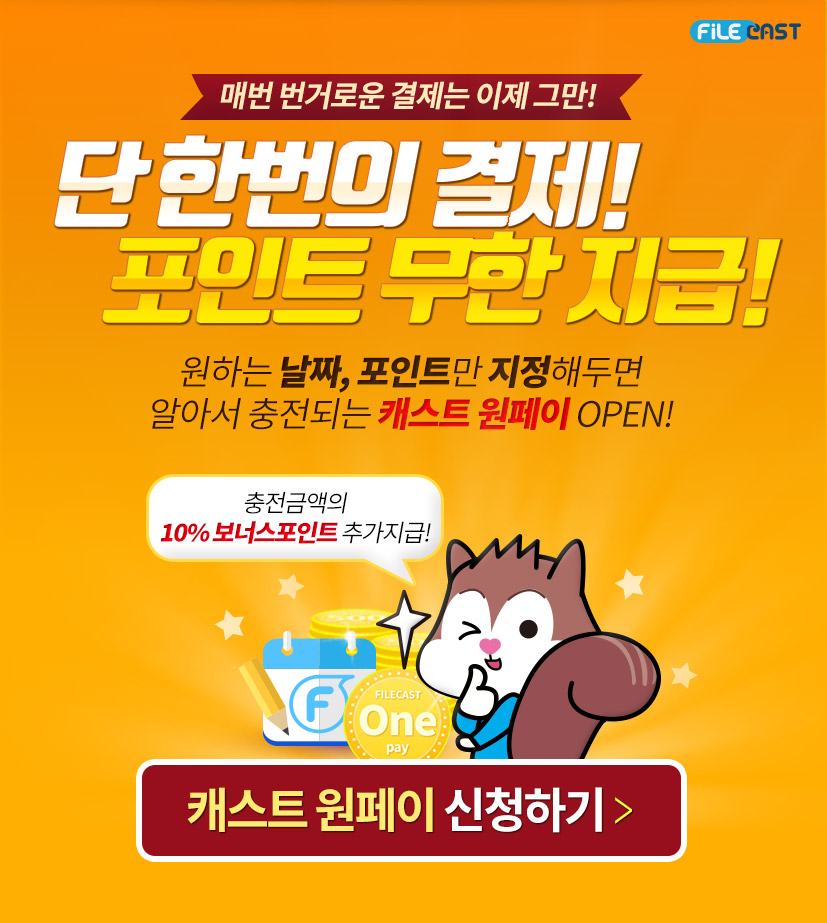 FiLECAST
매번 번거로운 결제는 이제 그만!
단 한번의 결제!
포인트 무한 지급!
원하는 날짜, 포인트만 지정해두면
알아서 충전되는 캐스트 원페이 OPEN!
충전금액의
10% 보너스포인트 추가지급!
F
FILECAST
One
pay
캐스트 원페이 신청하기 >